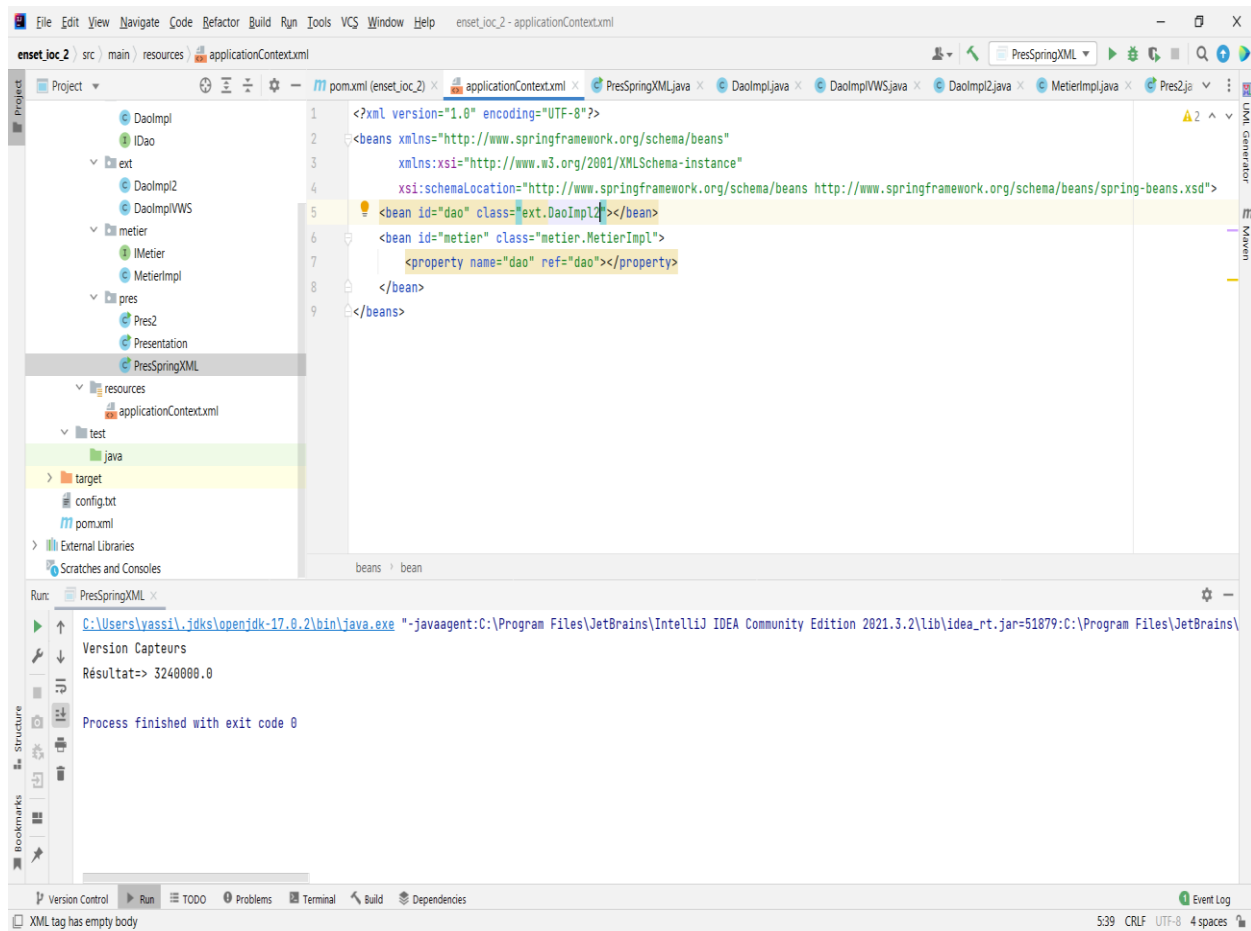 File Edit View Navigate Code Refactor Build Run Tools VCS Window Help enset_ioc_2 - applicationContext.xml
enset_ioc_2 src main resources applicationContext.xml PresSpringXML
Project pom.xml (enset_ioc_2) applicationContext.xml PresSpringXML.java DaoImpl.java DaoImplVWS.java DaoImpl2.java MetierImpl.java Pres2.ja
Project
DaoImpl
IDao
ext
DaoImpl2
DaoImplVWS
metier
IMetier
MetierImpl
pres
Pres2
Presentation
PresSpringXML
resources
applicationContext.xml
test
java
target
config.txt
pom.xml
External Libraries
Scratches and Consoles
1 <?xml version="1.0" encoding="UTF-8"?>
2 <beans xmlns="http://www.springframework.org/schema/beans"
3 xmlns:xsi="http://www.w3.org/2001/XMLSchema-instance"
4 xsi:schemaLocation="http://www.springframework.org/schema/beans http://www.springframework.org/schema/beans/spring-beans.xsd">
5 <bean id="dao" class="ext.DaoImpl2"></bean>
6 <bean id="metier" class="metier.MetierImpl">
7 <property name="dao" ref="dao"></property>
8 </bean>
9 </beans>
2
UML Generator
Maven
beans bean
Run: PresSpringXML
C:\Users\yassi\.jdks\openjdk-17.0.2\bin\java.exe "-javaagent:C:\Program Files\JetBrains\IntelliJ IDEA Community Edition 2021.3.2\lib\idea_rt.jar=51879:C:\Program Files\JetBrains\
Version Capteurs
Résultat=> 3240000.0
Process finished with exit code 0
Structure
Bookmarks
Version Control Run TODO Problems Terminal Build Dependencies 1 Event Log
XML tag has empty body 5:39 CRLF UTF-8 4 spaces